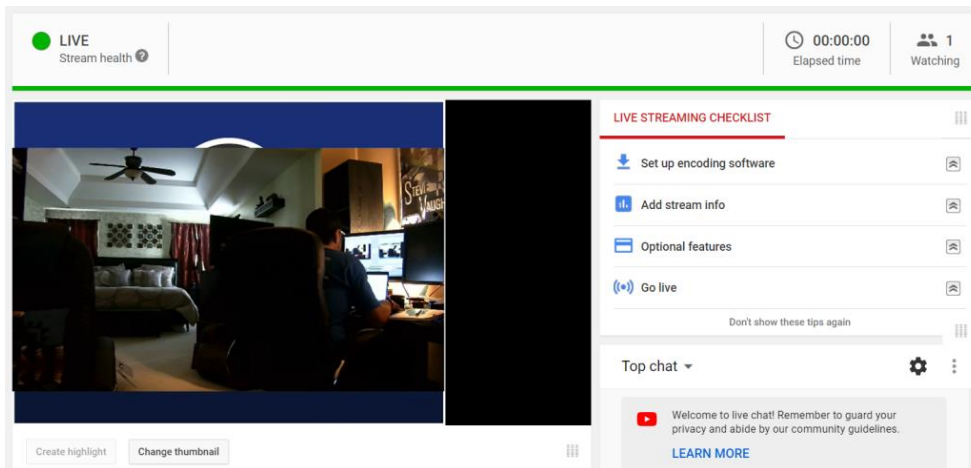 LIVE
Stream health
00:00:00
Elapsed time
1
Watching
LIVE STREAMING CHECKLIST
Set up encoding software
Add stream info
Optional features
Go live
Don't show these tips again
Top chat
Welcome to live chat! Remember to guard your
privacy and abide by our community guidelines.
LEARN MORE
Create highlight
Change thumbnail